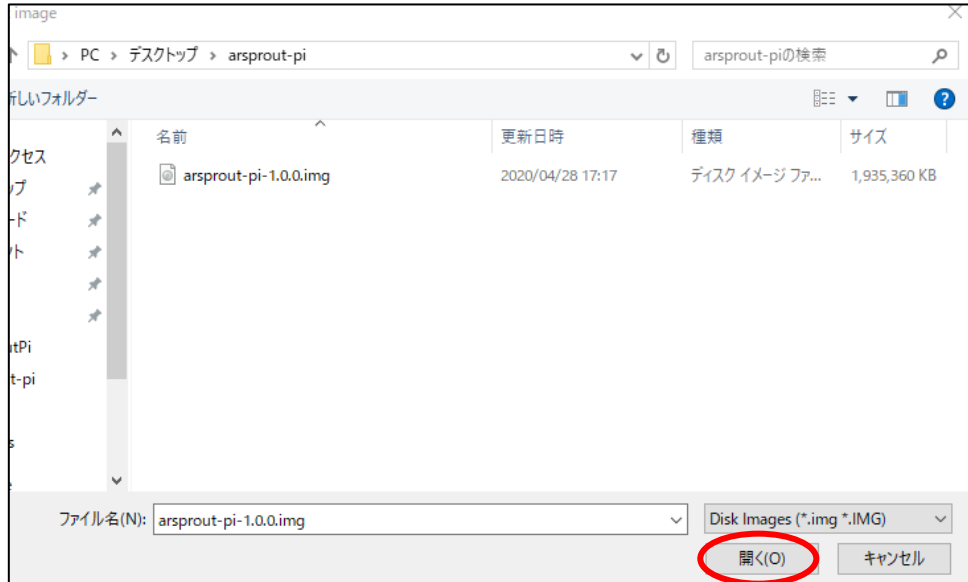 image
PC › デスクトップ › arsprout-pi
arsprout-piの検索
新しいフォルダー
名前 更新日時 種類 サイズ
クセス
ップ
ード
ント
arsprout-pi-1.0.0.img 2020/04/28 17:17 ディスク イメージ ファ... 1,935,360 KB
utPi
t-pi
s
ファイル名(N): arsprout-pi-1.0.0.img Disk Images (*.img *.IMG)
開く(O) キャンセル